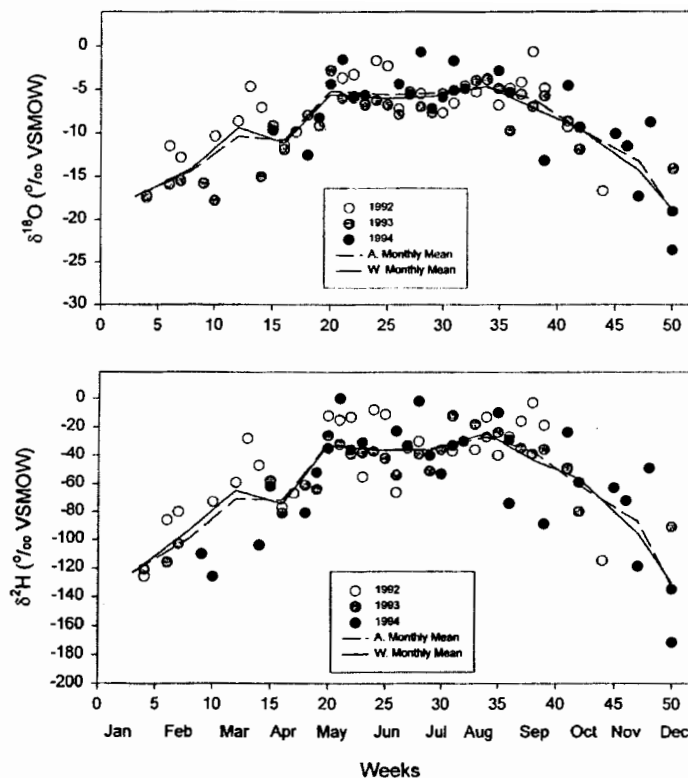 0
-5
-10
-15
-20
-25
-30
δ18O (º/oo VSMOW)
1992
1993
1994
A. Monthly Mean
W. Monthly Mean
0 5 10 15 20 25 30 35 40 45 50
0
-20
-40
-60
-80
-100
-120
-140
-160
-180
-200
δ2H (º/oo VSMOW)
1992
1993
1994
A. Monthly Mean
W. Monthly Mean
0 5 10 15 20 25 30 35 40 45 50
Jan Feb Mar Apr May Jun Jul Aug Sep Oct Nov Dec
Weeks